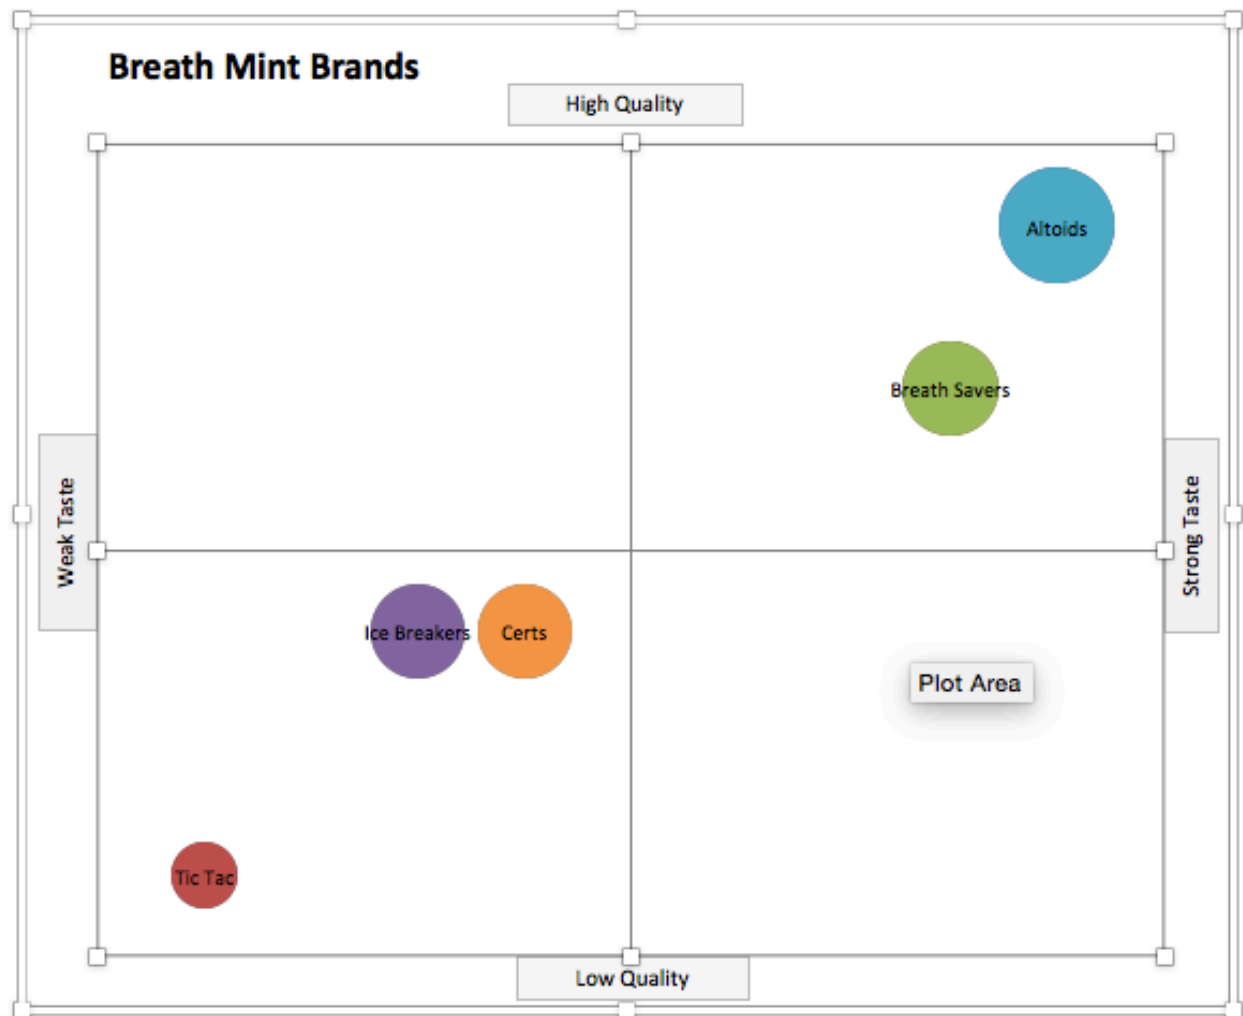 Breath Mint Brands
High Quality
Altoids
Breath Savers
Weak Taste
Strong Taste
Ice Breakers
Certs
Plot Area
Tic Tac
Low Quality